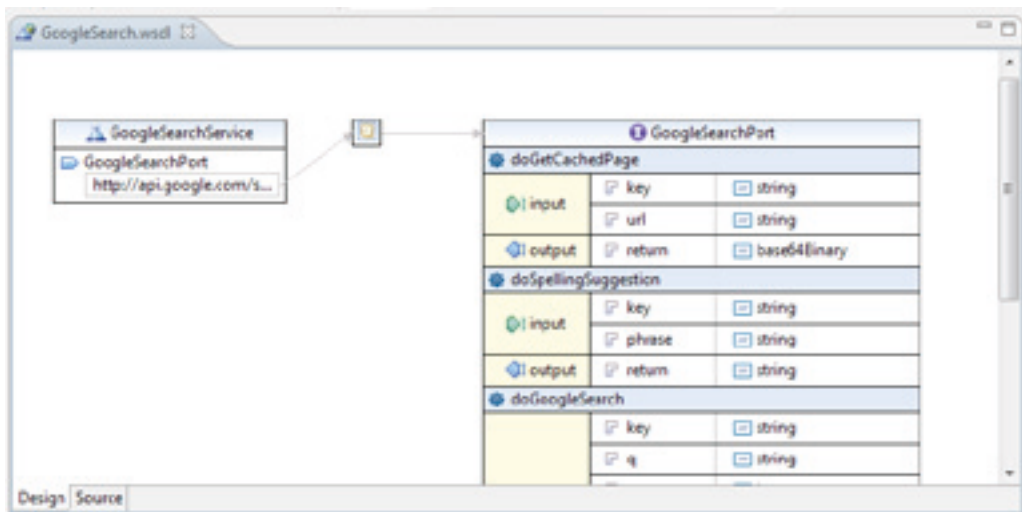 GoogleSearch.wsdl
GoogleSearchService
GoogleSearchPort
http://api.google.com/s...
GoogleSearchPort
doGetCachedPage
input key string
url string
output return base64Binary
doSpellingSuggestion
input key string
phrase string
output return string
doGoogleSearch
key string
q string
Design Source